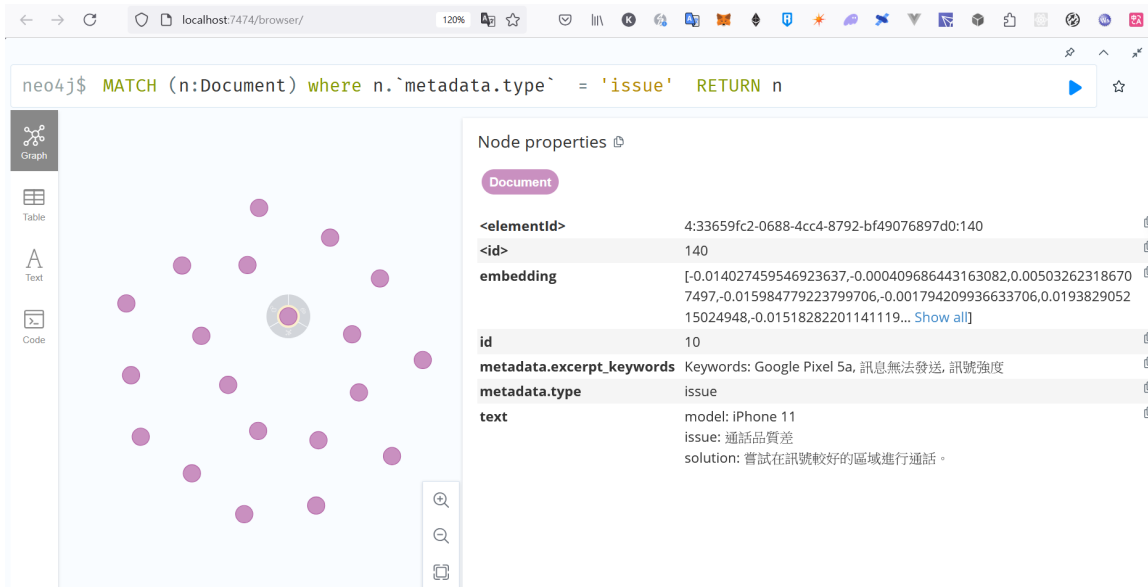 localhost:7474/browser/
120%
neo4j$ MATCH (n:Document) where n.`metadata.type` = 'issue' RETURN n
Graph
Table
Text
Code
Node properties
Document
<elementId> 4:33659fc2-0688-4cc4-8792-bf49076897d0:140
<id> 140
embedding [-0.014027459546923637,-0.000409686443163082,0.00503262318670
7497,-0.015984779223799706,-0.001794209936633706,0.0193829052
15024948,-0.01518282201141119... Show all]
id 10
metadata.excerpt_keywords Keywords: Google Pixel 5a, 訊息無法發送, 訊號強度
metadata.type issue
text model: iPhone 11
issue: 通話品質差
solution: 嘗試在訊號較好的區域進行通話。